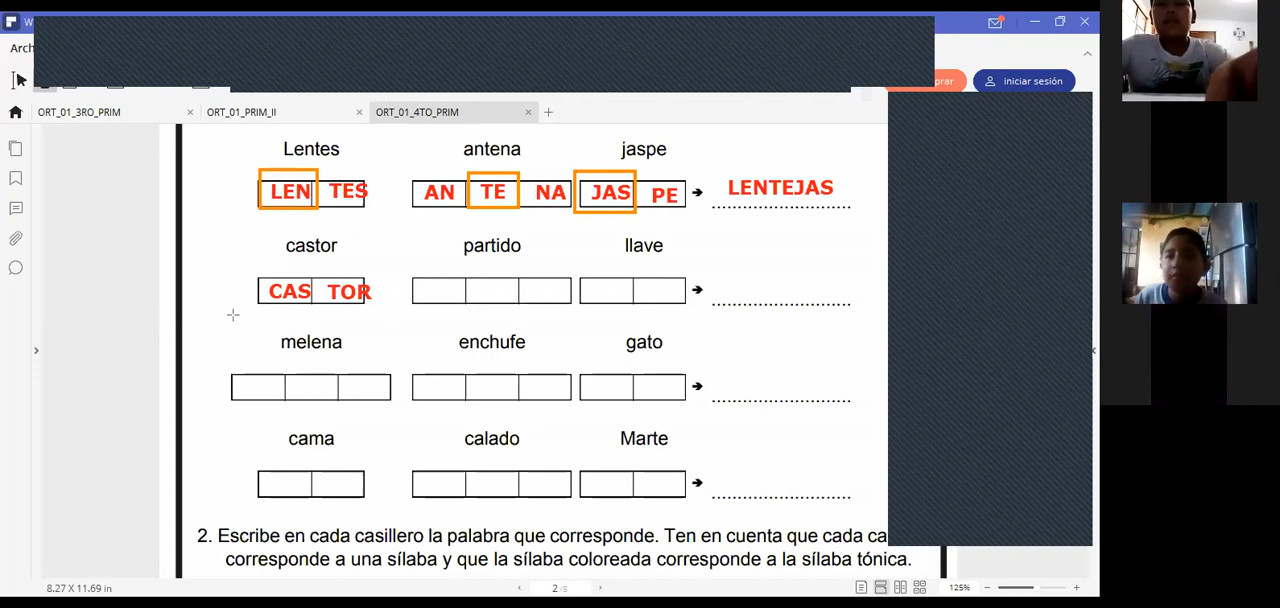 W
Arch
prar
iniciar sesión
ORT_01_3RO_PRIM
ORT_01_PRIM_II
ORT_01_4TO_PRIM
Lentes antena jaspe
LEN TES AN TE NA JAS PE LENTEJAS
castor partido llave
CAS TOR
melena enchufe gato
cama calado Marte
2. Escribe en cada casillero la palabra que corresponde. Ten en cuenta que cada ca
corresponde a una sílaba y que la sílaba coloreada corresponde a la sílaba tónica.
8.27 x 11.69 in
2 /5
125%